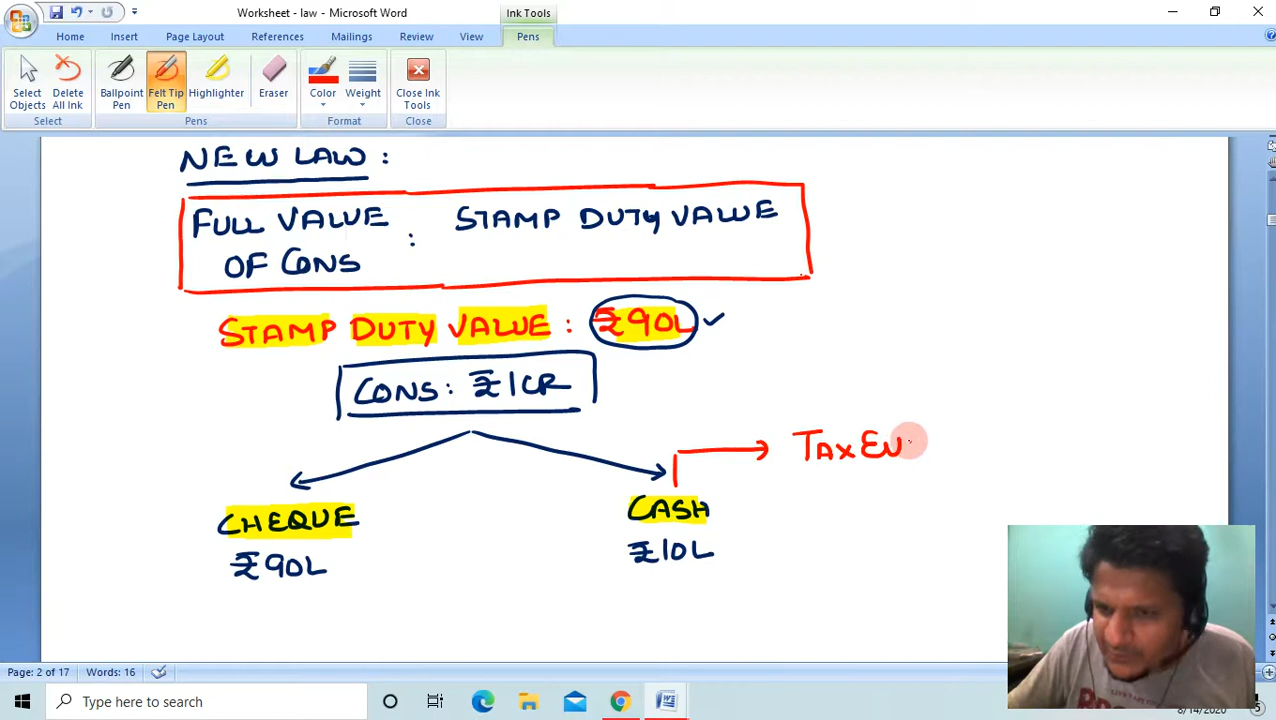 Worksheet - law - Microsoft Word
Ink Tools
Home Insert Page Layout References Mailings Review View Pens
Select Objects
Delete All Ink
Ballpoint Pen
Felt Tip Pen
Highlighter
Eraser
Color
Weight
Close Ink Tools
Select Pens Format Close
NEW LAW:
FULL VALUE OF CONS : STAMP DUTY VALUE
STAMP DUTY VALUE : ₹90L
CONS: ₹1CR
TAX EV
CHEQUE CASH
₹90L ₹10L
Page: 2 of 17 Words: 16
Type here to search
8/14/2020